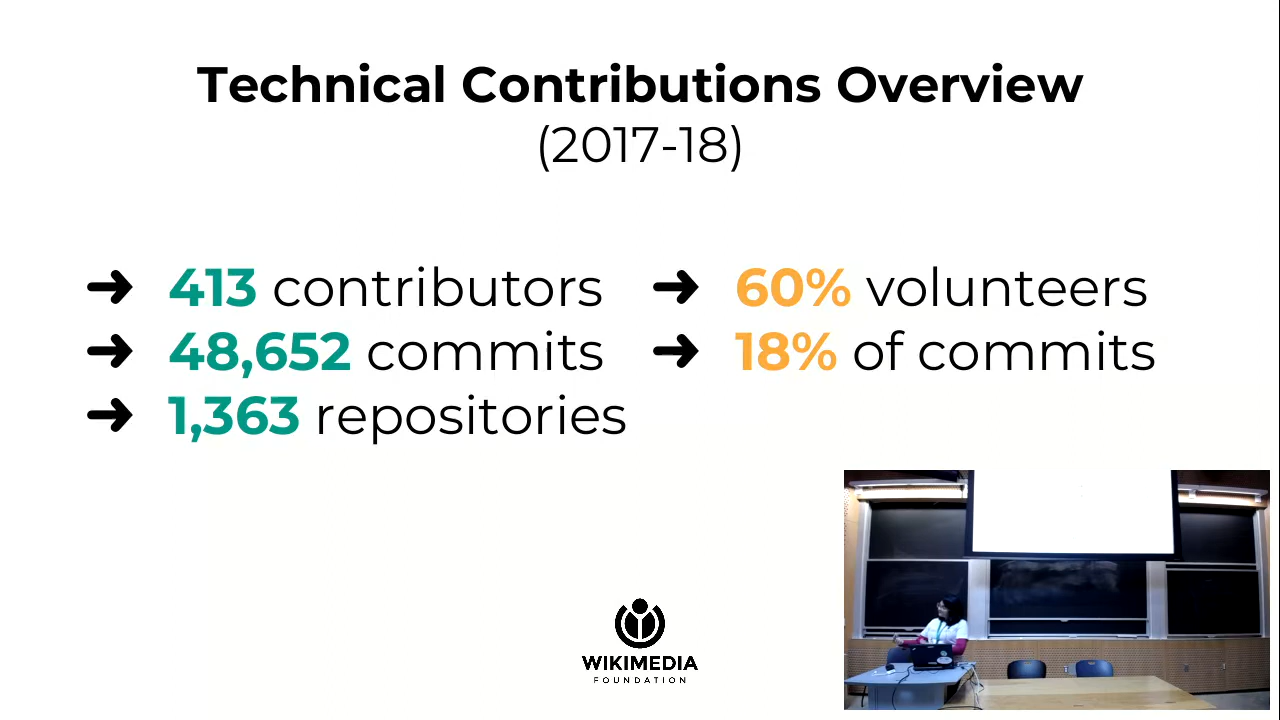 Technical Contributions Overview
(2017-18)
➜ 413 contributors
➜ 48,652 commits
➜ 1,363 repositories
➜ 60% volunteers
➜ 18% of commits
WIKIMEDIA
FOUNDATION